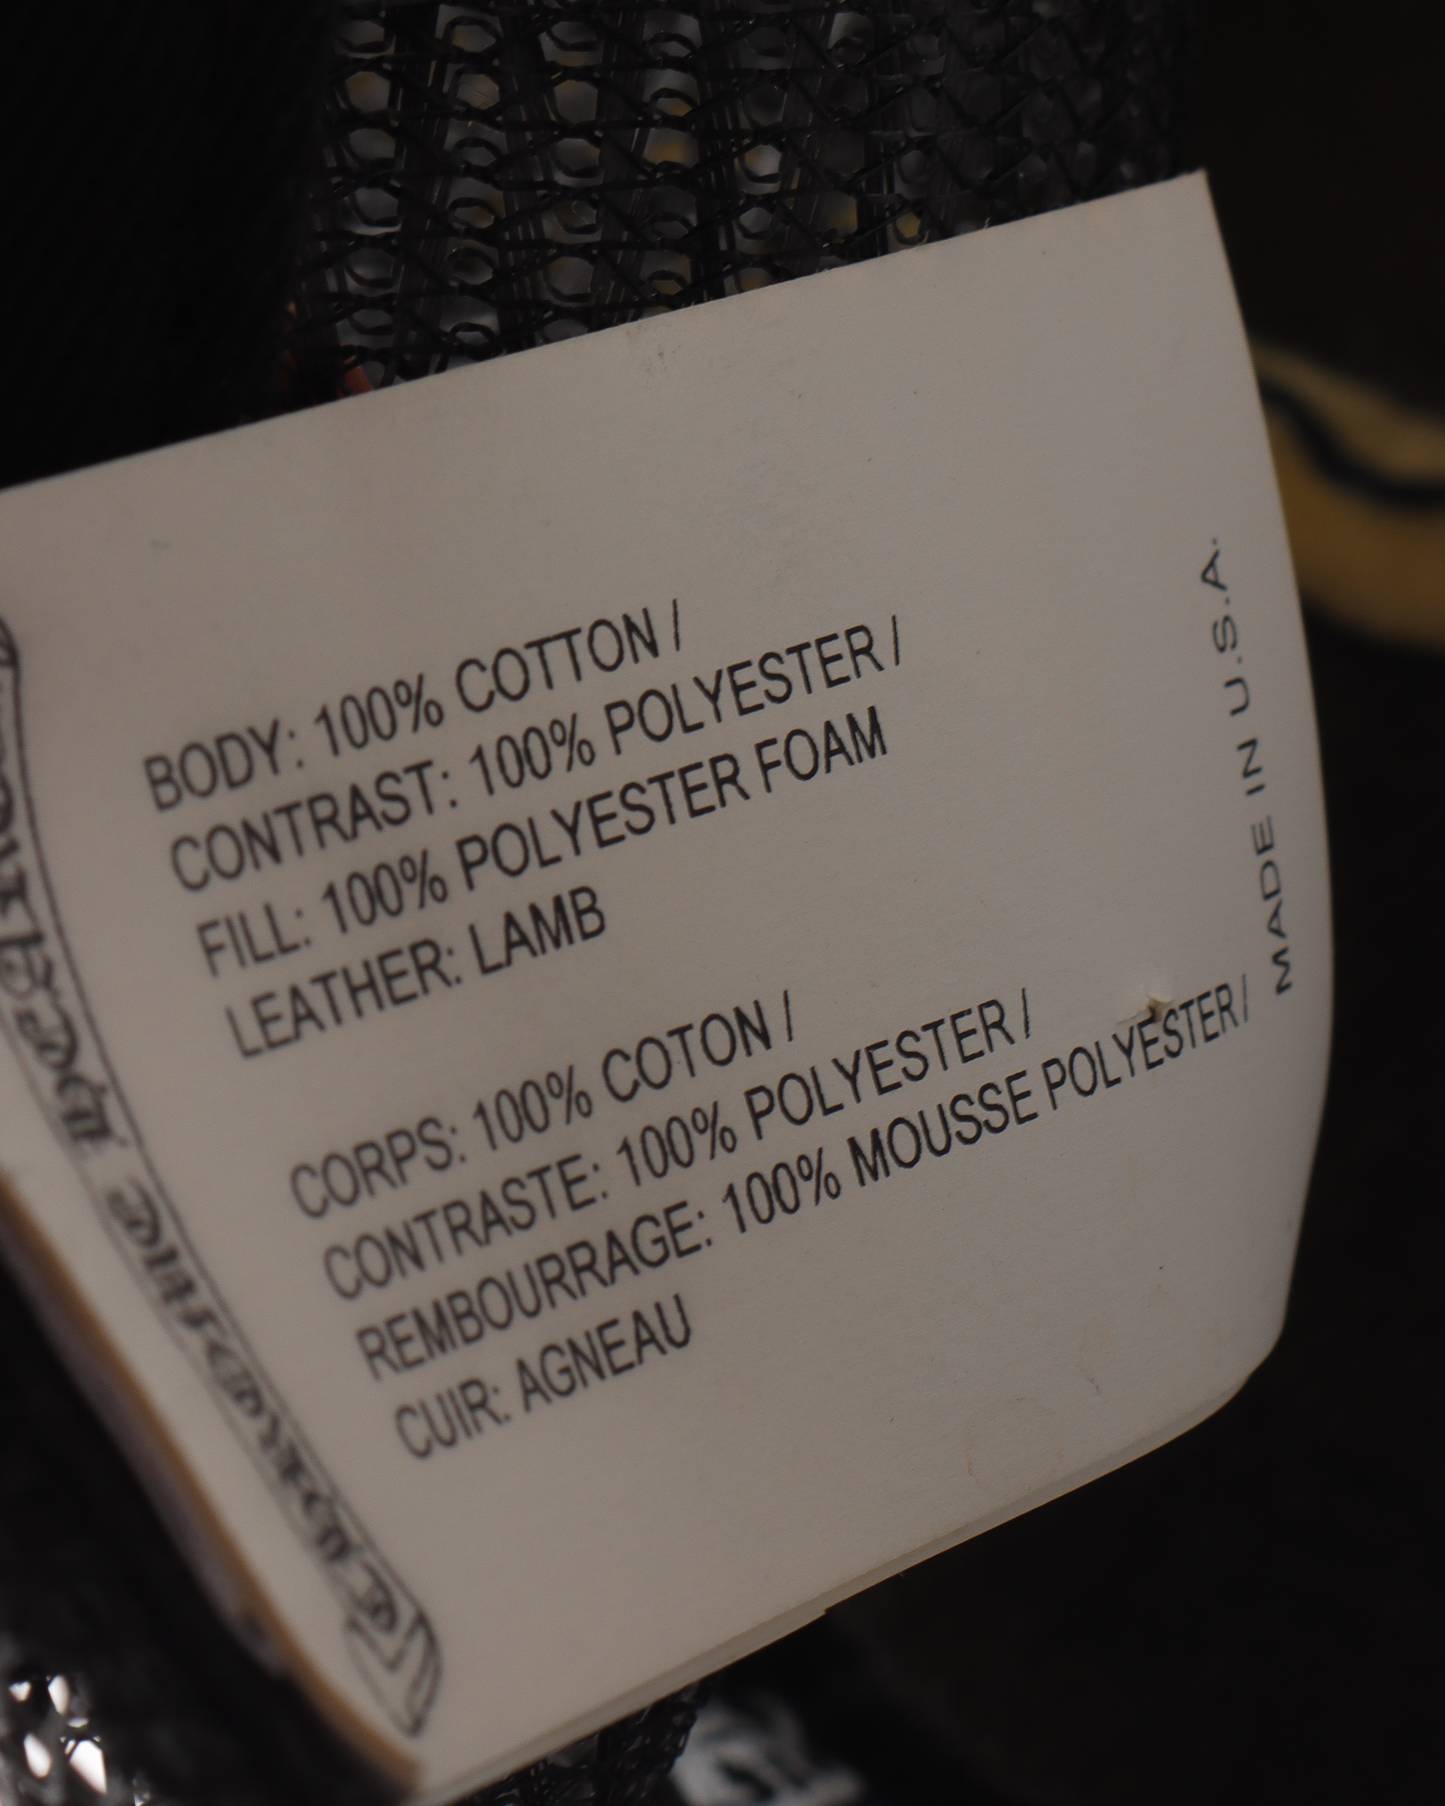 BODY: 100% COTTON /
CONTRAST: 100% POLYESTER /
FILL: 100% POLYESTER FOAM
LEATHER: LAMB
CORPS: 100% COTON /
CONTRASTE: 100% POLYESTER /
REMBOURRAGE: 100% MOUSSE POLYESTER /
CUIR: AGNEAU
MADE IN U.S.A.